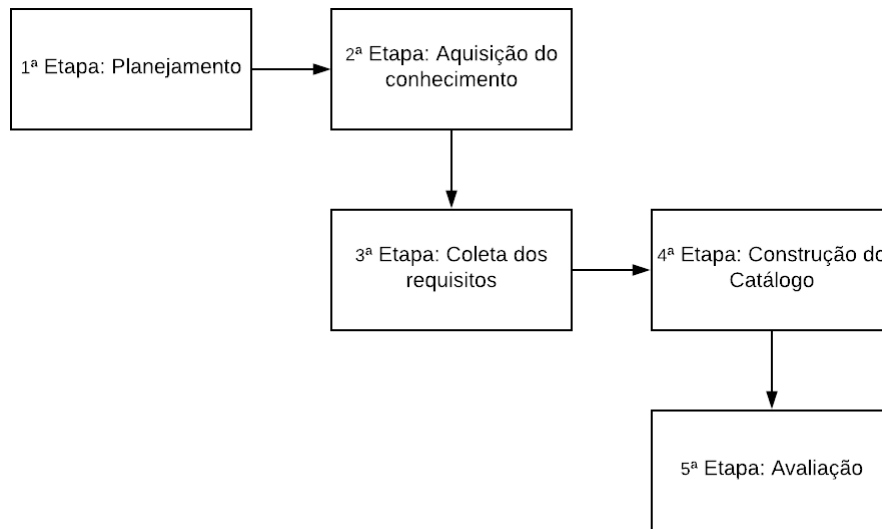 1ª Etapa: Planejamento
2ª Etapa: Aquisição do
conhecimento
3ª Etapa: Coleta dos
requisitos
4ª Etapa: Construção do
Catálogo
5ª Etapa: Avaliação